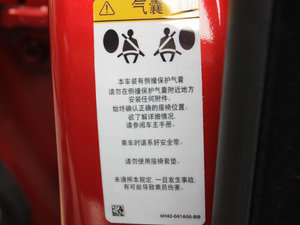 气囊
本车装有侧撞保护气囊
请勿在侧撞保护气囊附近地方
安装任何附件.
始终确认正确的座椅位置.
欲了解详细情况.
请参阅车主手册.
乘车时请系好安全带.
请勿使用座椅套垫.
未遵照本规定.一旦发生事故.
有可能导致乘员伤害.
5H42-041A50-BB